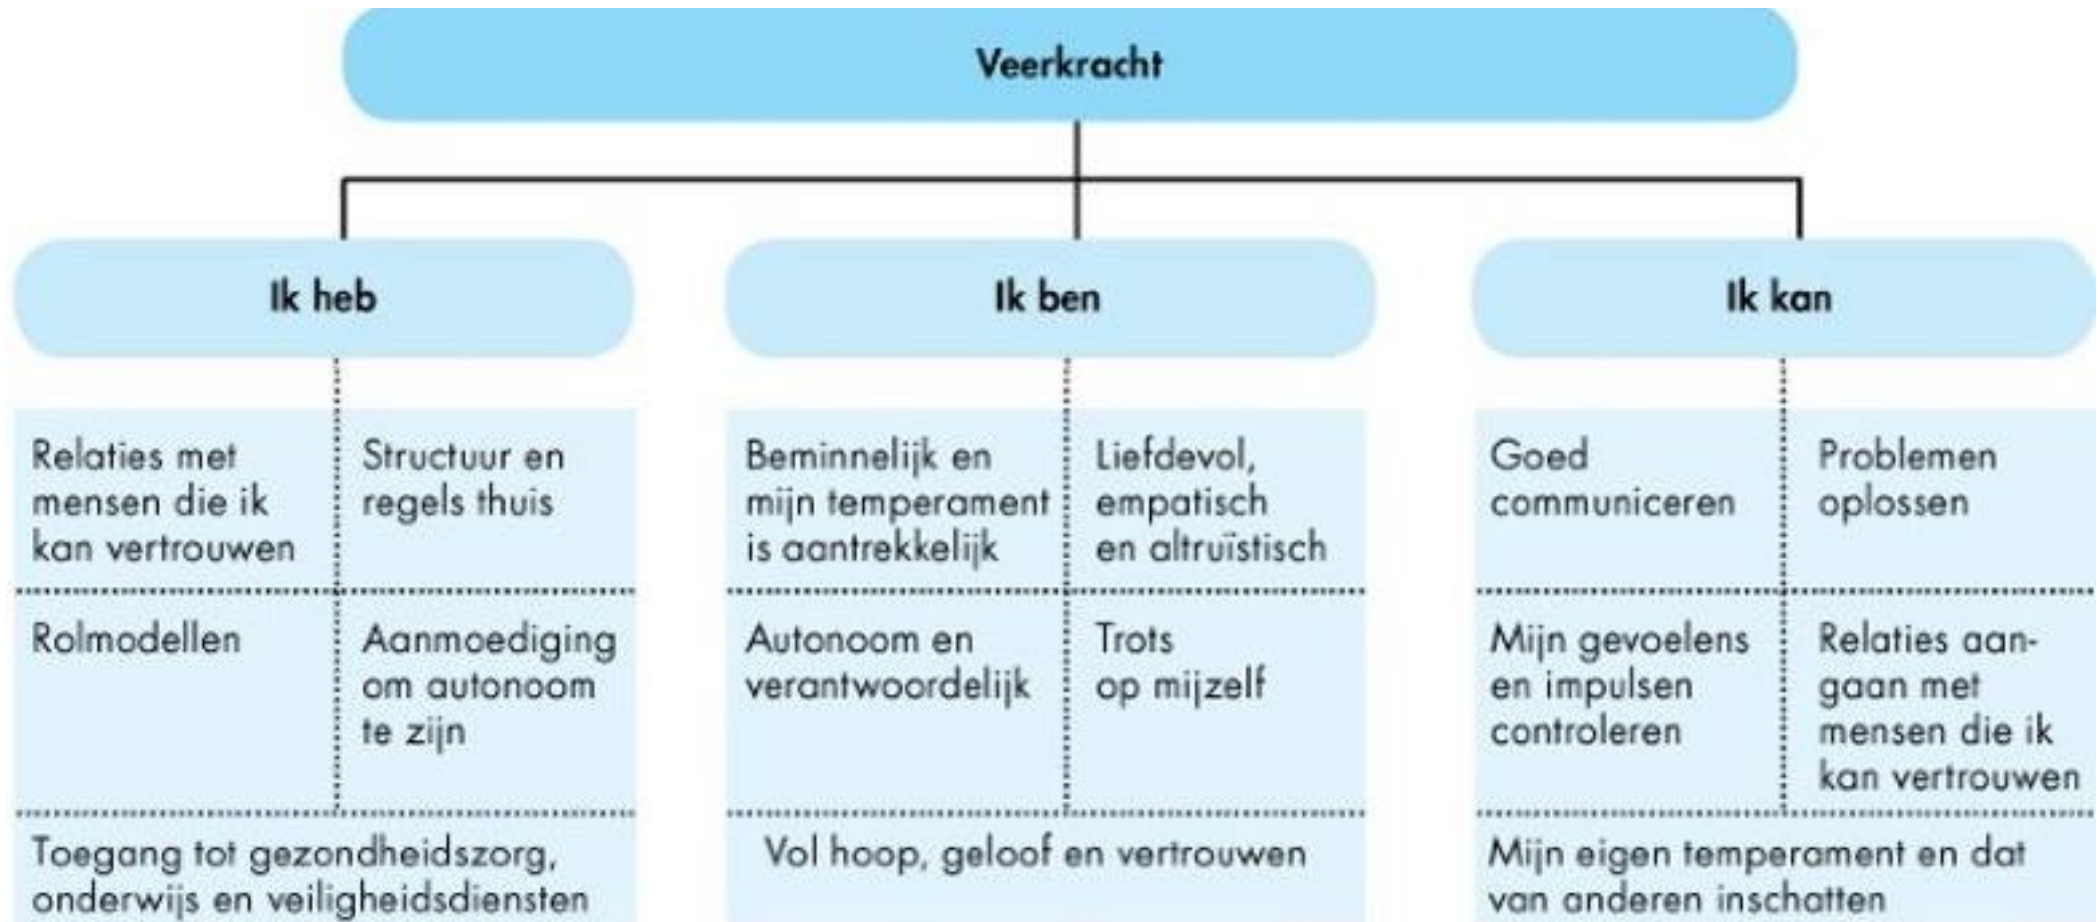 Veerkracht
Ik heb
Ik ben
Ik kan
Relaties met
mensen die ik
kan vertrouwen
Structuur en
regels thuis
Rolmodellen
Aanmoediging
om autonoom
te zijn
Toegang tot gezondheidszorg,
onderwijs en veiligheidsdiensten
Beminnelijk en
mijn temperament
is aantrekkelijk
Liefdevol,
empatisch
en altruïstisch
Autonoom en
verantwoordelijk
Trots
op mijzelf
Vol hoop, geloof en vertrouwen
Goed
communiceren
Problemen
oplossen
Mijn gevoelens
en impulsen
controleren
Relaties aan-
gaan met
mensen die ik
kan vertrouwen
Mijn eigen temperament en dat
van anderen inschatten